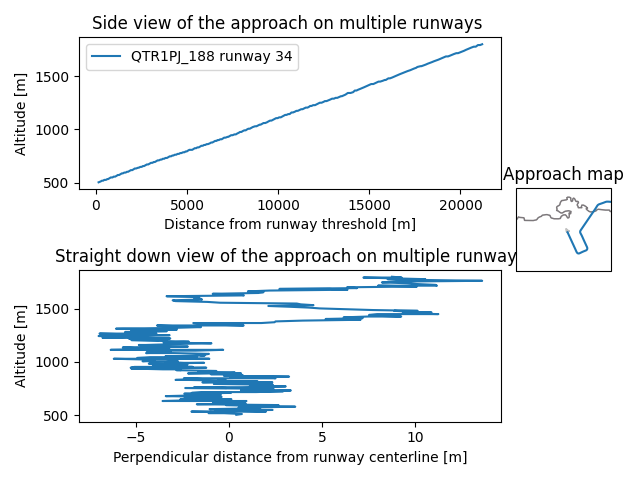 Side view of the approach on multiple runways
QTR1PJ_188 runway 34
Altitude [m]
1500
1000
500
0
5000
10000
15000
20000
Distance from runway threshold [m]
Approach map
Straight down view of the approach on multiple runway
Altitude [m]
1500
1000
500
−5
0
5
10
Perpendicular distance from runway centerline [m]